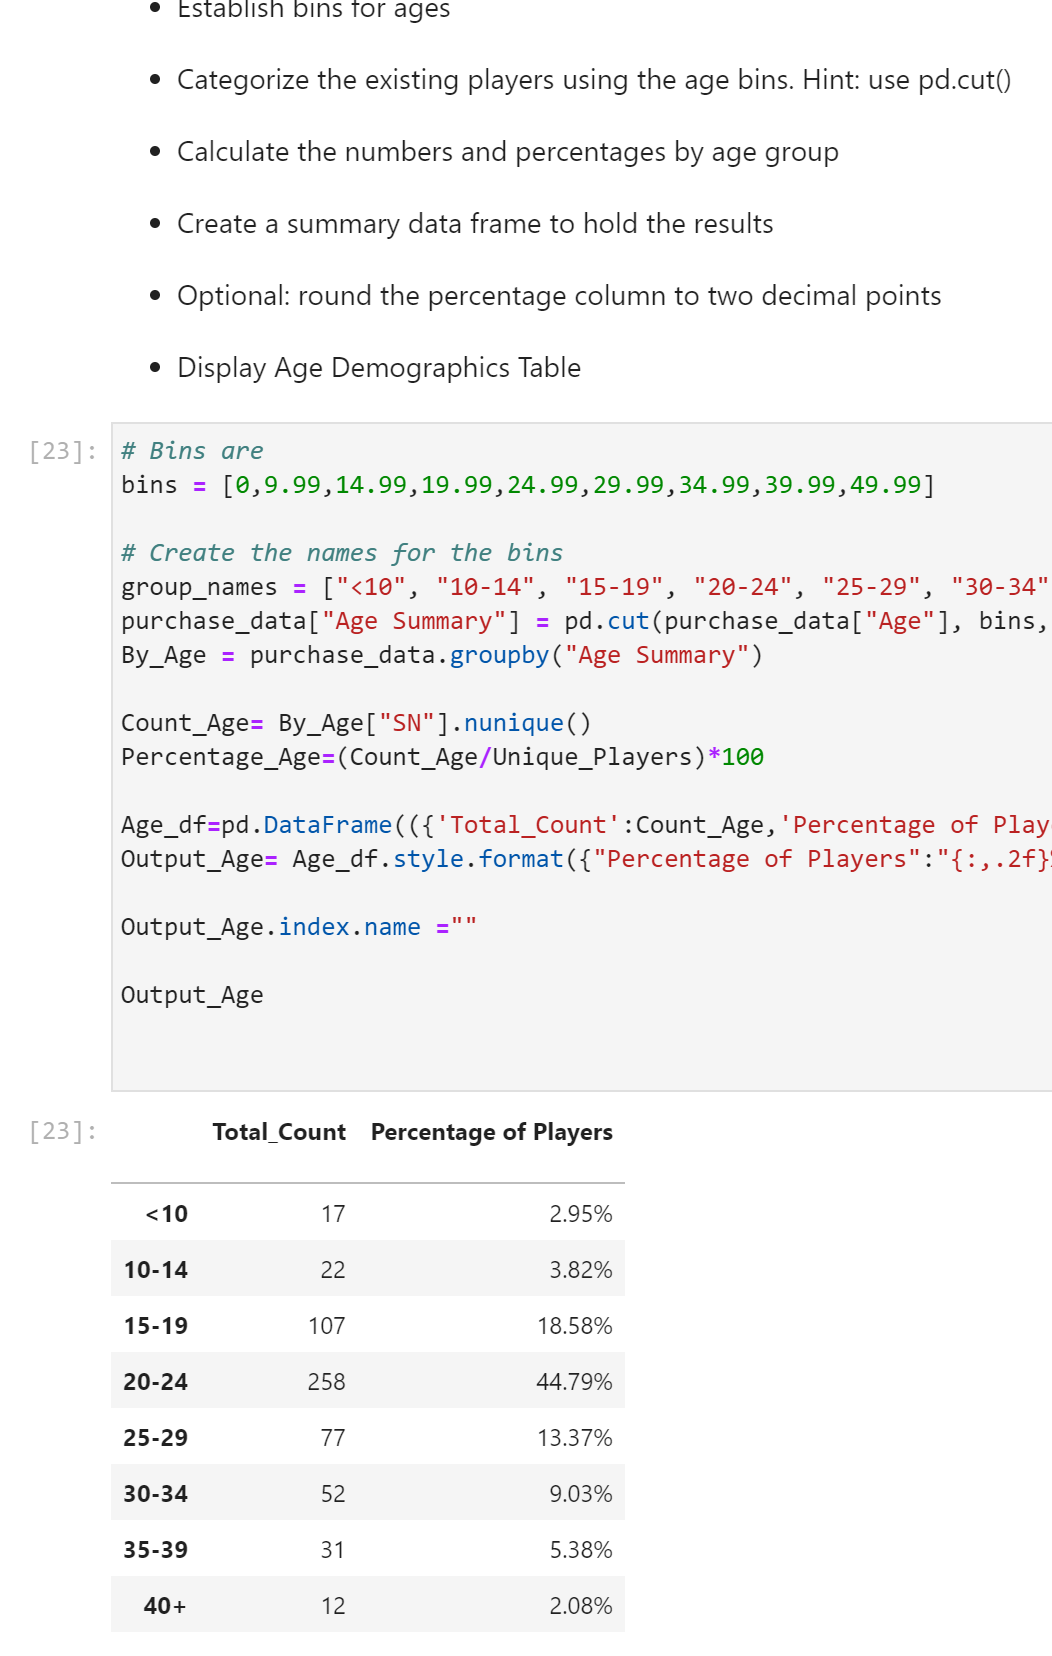 Establish bins for ages
Categorize the existing players using the age bins. Hint: use pd.cut()
Calculate the numbers and percentages by age group
Create a summary data frame to hold the results
Optional: round the percentage column to two decimal points
Display Age Demographics Table
[23]:
# Bins are
bins = [0,9.99,14.99,19.99,24.99,29.99,34.99,39.99,49.99]
# Create the names for the bins
group_names = ["<10", "10-14", "15-19", "20-24", "25-29", "30-34"
purchase_data["Age Summary"] = pd.cut(purchase_data["Age"], bins,
By_Age = purchase_data.groupby("Age Summary")
Count_Age= By_Age["SN"].nunique()
Percentage_Age=(Count_Age/Unique_Players)*100
Age_df=pd.DataFrame(({'Total_Count':Count_Age,'Percentage of Play
Output_Age= Age_df.style.format({"Percentage of Players":"{:,.2f}
Output_Age.index.name =""
Output_Age
[23]:
Total_Count Percentage of Players
<10 17 2.95%
10-14 22 3.82%
15-19 107 18.58%
20-24 258 44.79%
25-29 77 13.37%
30-34 52 9.03%
35-39 31 5.38%
40+ 12 2.08%